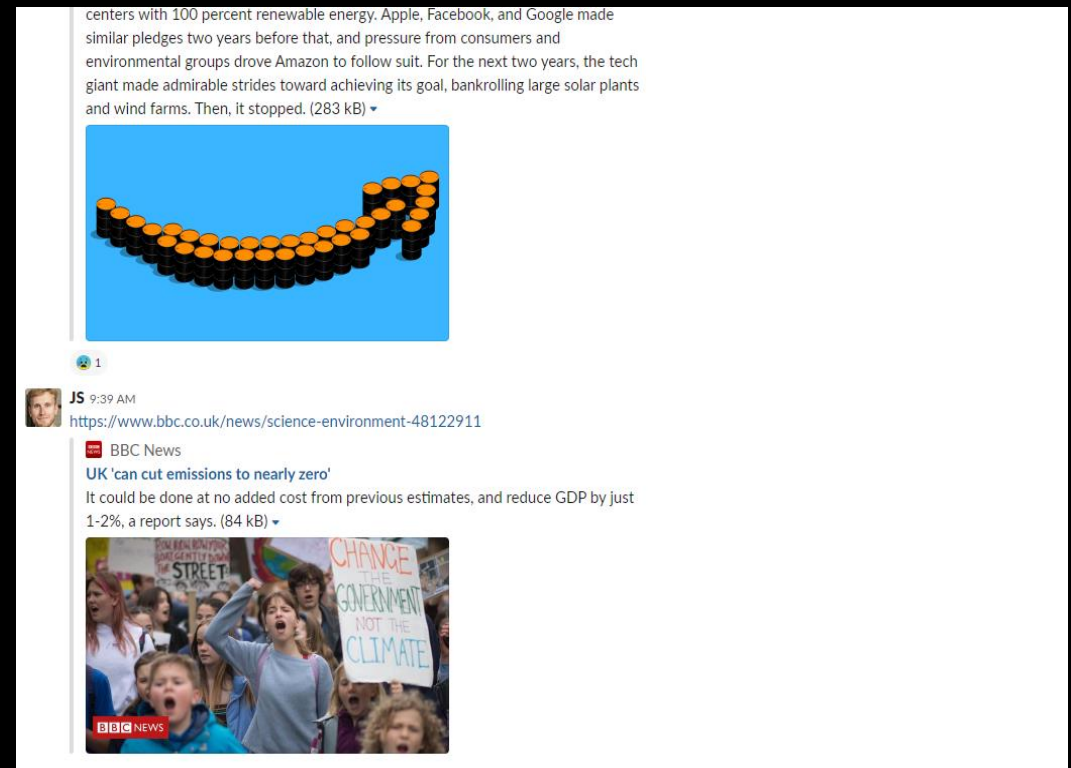 centers with 100 percent renewable energy. Apple, Facebook, and Google made
similar pledges two years before that, and pressure from consumers and
environmental groups drove Amazon to follow suit. For the next two years, the tech
giant made admirable strides toward achieving its goal, bankrolling large solar plants
and wind farms. Then, it stopped. (283 kB)
1
JS 9:39 AM
https://www.bbc.co.uk/news/science-environment-48122911
BBC NEWS
BBC News
UK 'can cut emissions to nearly zero'
It could be done at no added cost from previous estimates, and reduce GDP by just
1-2%, a report says. (84 kB)
STREET
CHANGE
THE
GOVERNMENT
NOT THE
CLIMATE
BBC NEWS